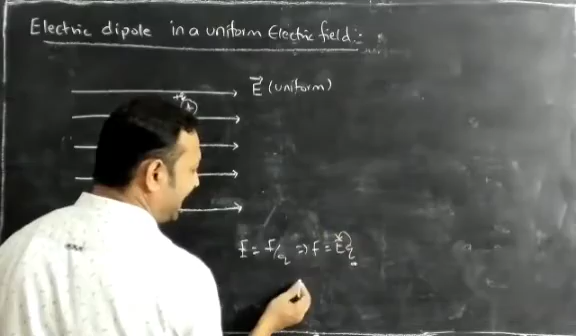 Electric dipole in a uniform Electric field:
E⃗ (uniform)
+q
E = F/q ⇒ F = Eq